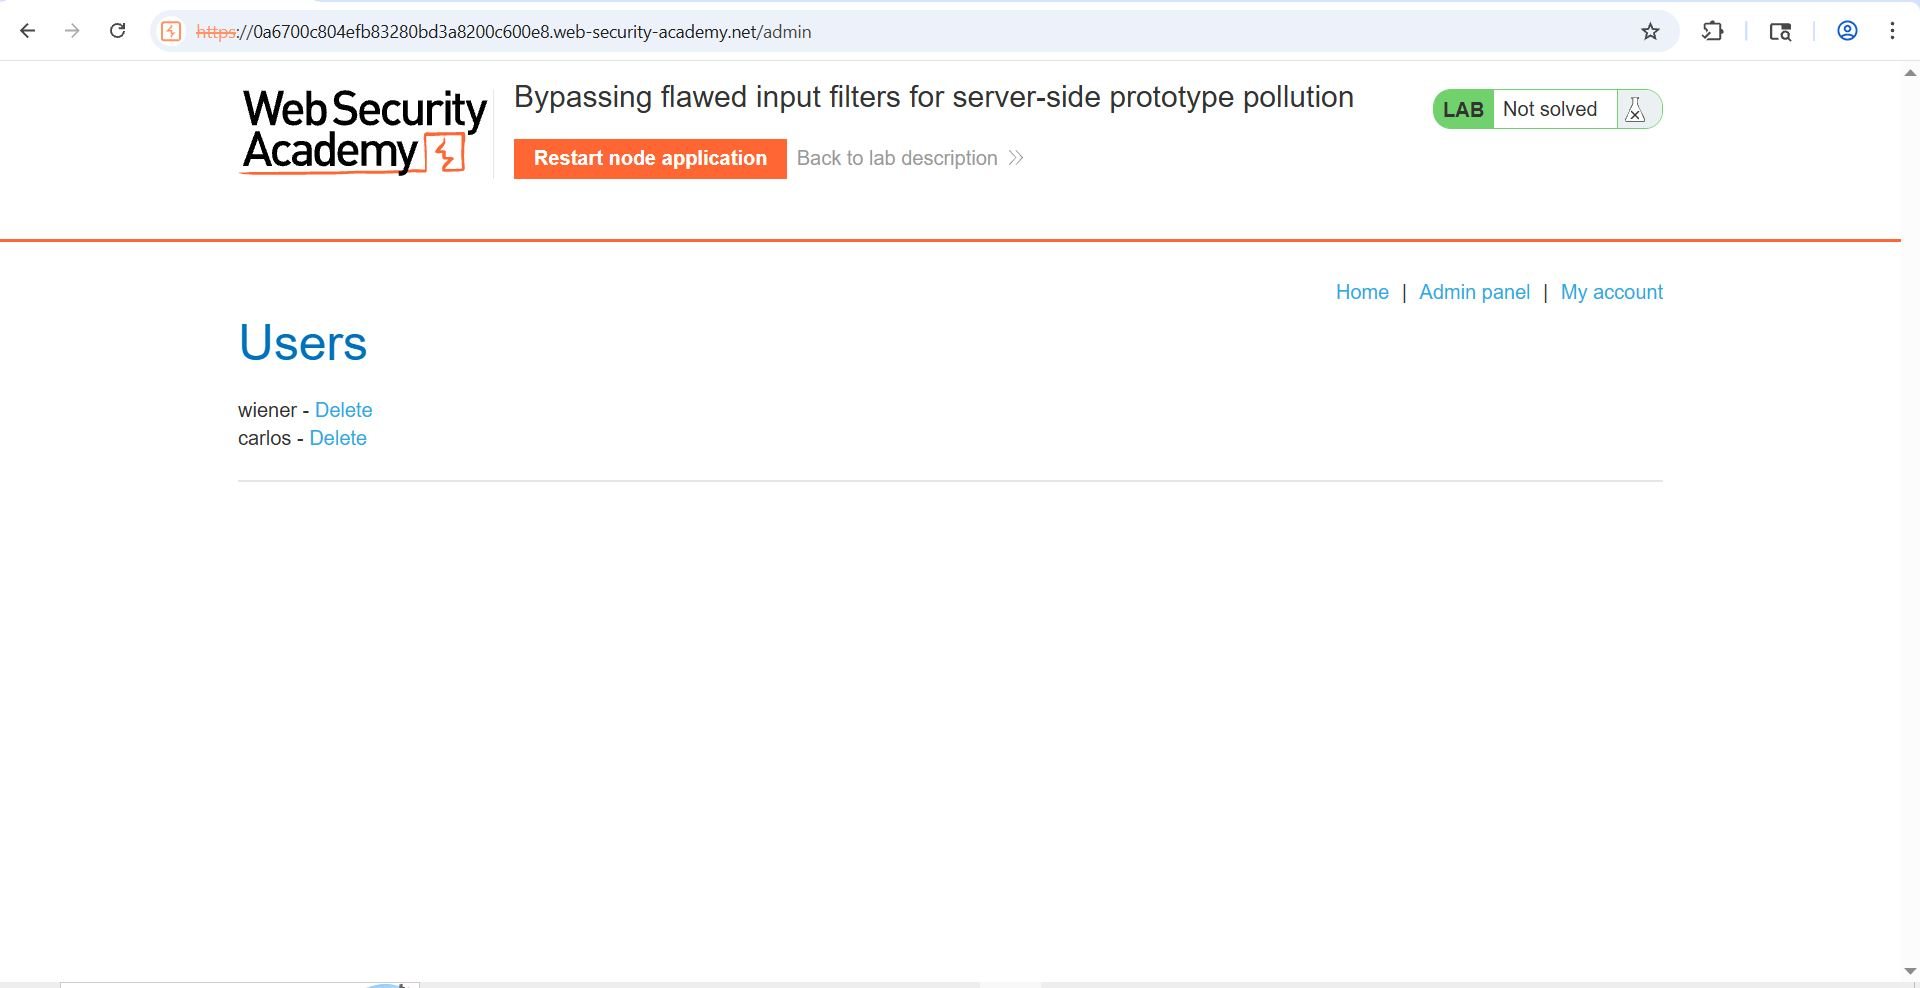 https://0a6700c804efb83280bd3a8200c600e8.web-security-academy.net/admin
Web Security
Academy
Bypassing flawed input filters for server-side prototype pollution
LAB Not solved
Restart node application Back to lab description >>
Home | Admin panel | My account
Users
wiener - Delete
carlos - Delete